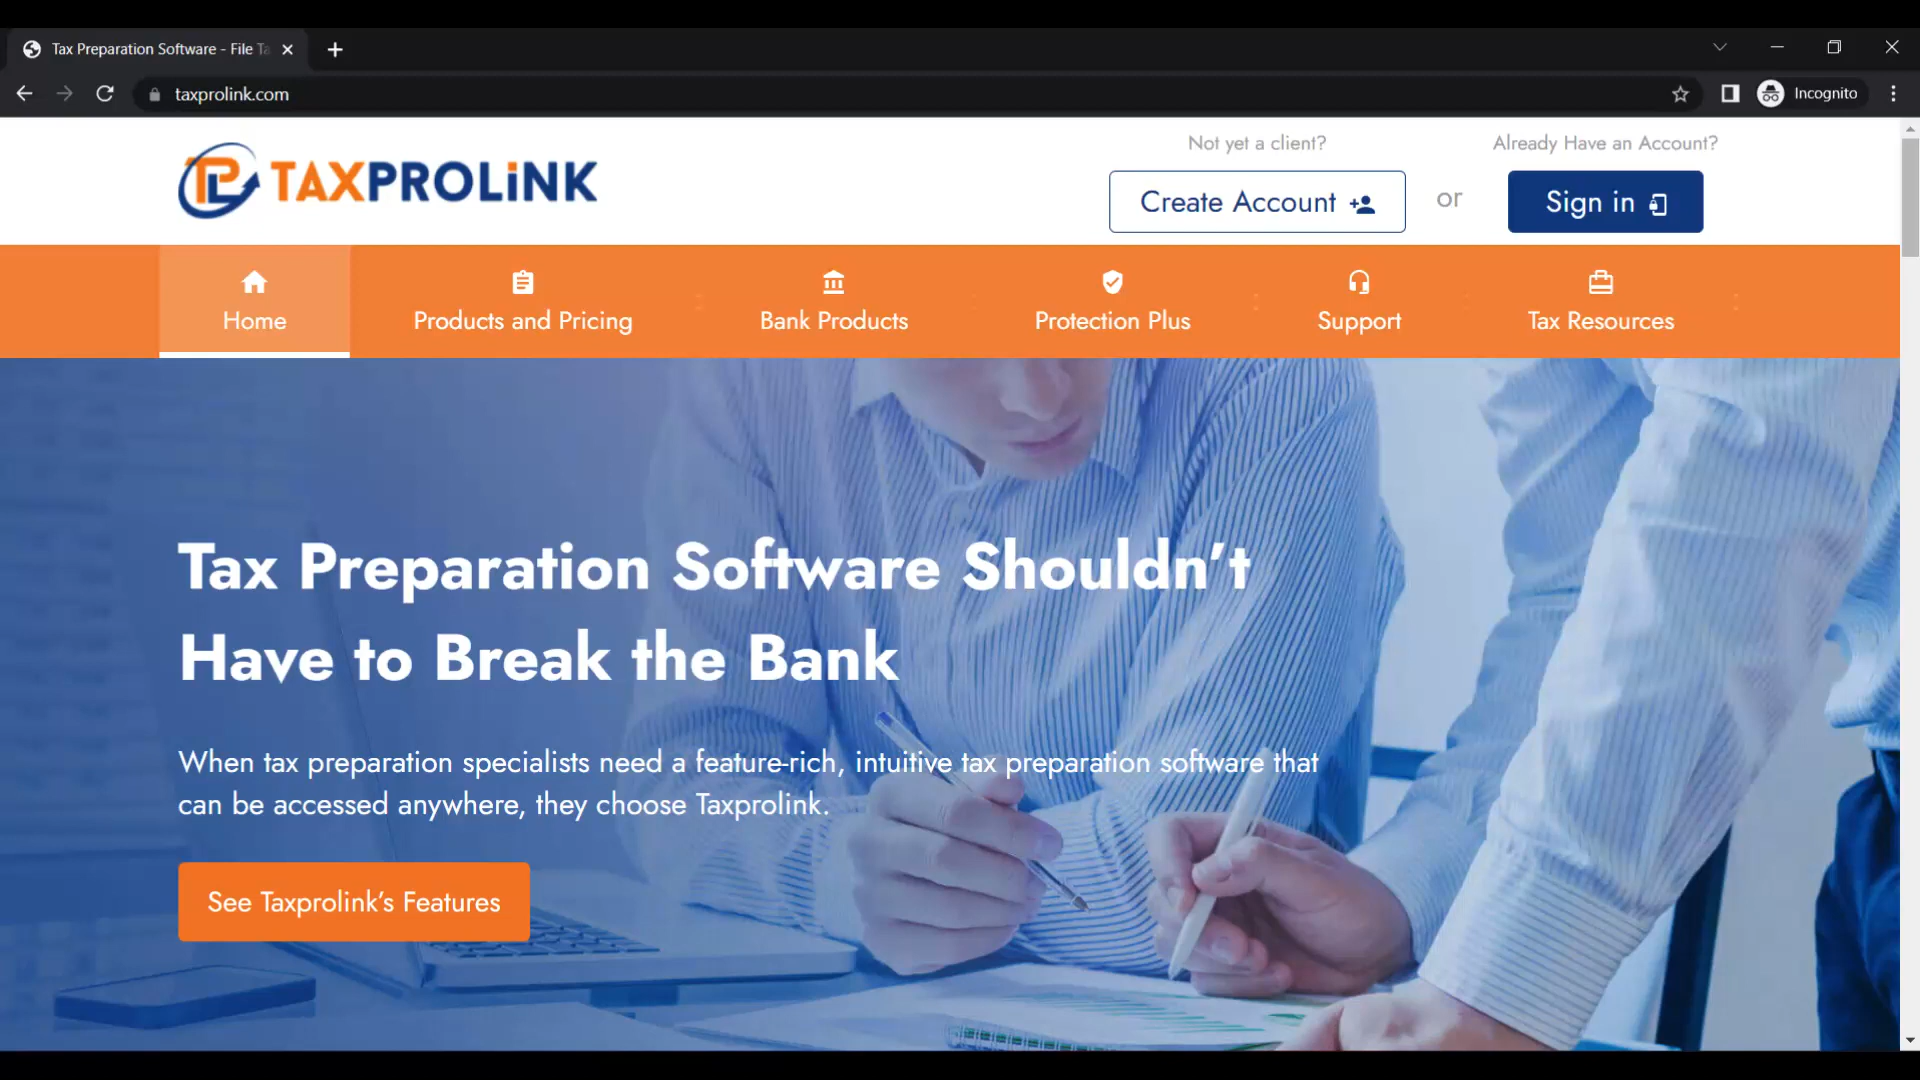 Tax Preparation Software - File Ta
taxprolink.com
Incognito
TAXPROLiNK
Not yet a client?
Create Account
or
Already Have an Account?
Sign in
Home
Products and Pricing
Bank Products
Protection Plus
Support
Tax Resources
Tax Preparation Software Shouldn't
Have to Break the Bank
When tax preparation specialists need a feature-rich, intuitive tax preparation software that
can be accessed anywhere, they choose Taxprolink.
See Taxprolink's Features